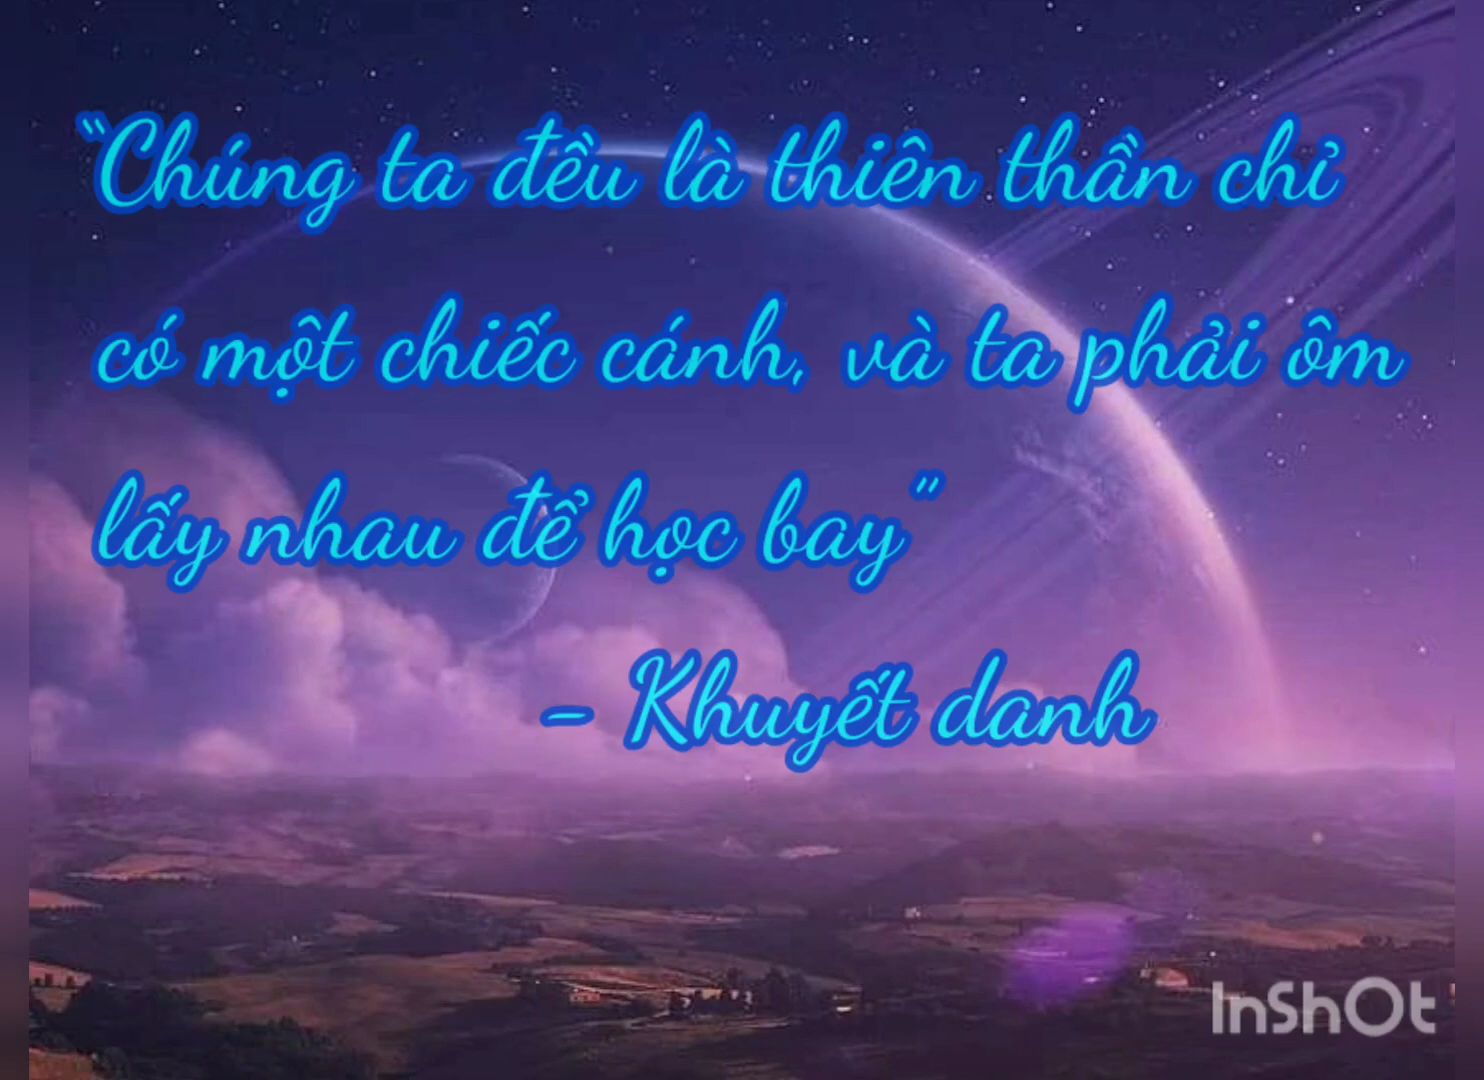 “Chúng ta đều là thiên thần chỉ
có một chiếc cánh, và ta phải ôm
lấy nhau để học bay”
– Khuyết danh
InShOt